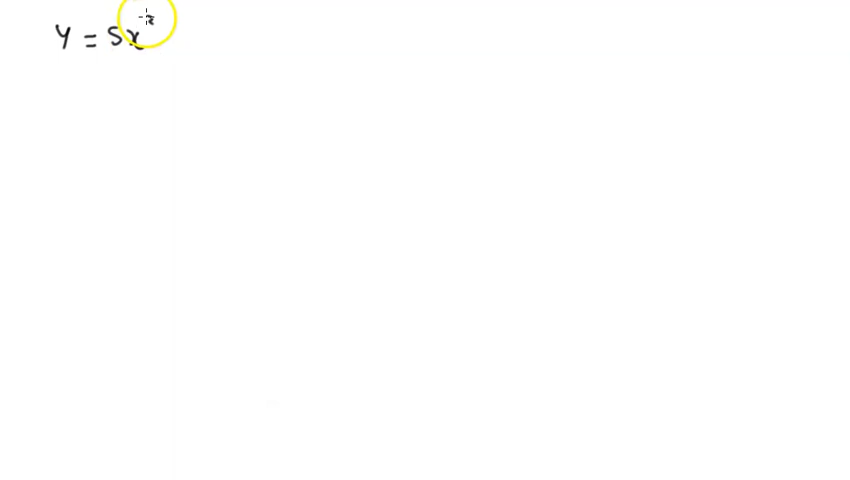 y = 5x